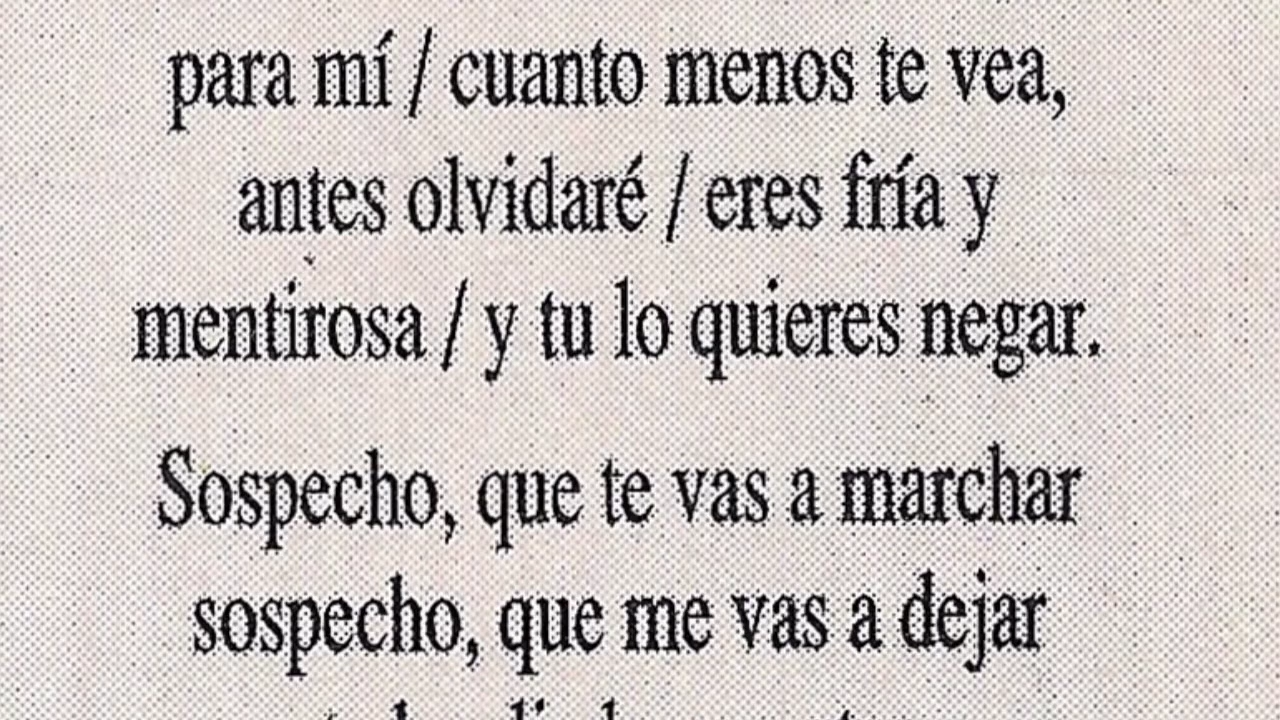 para mí / cuanto menos te vea,
antes olvidaré / eres fría y
mentirosa / y tu lo quieres negar.
Sospecho, que te vas a marchar
sospecho, que me vas a dejar